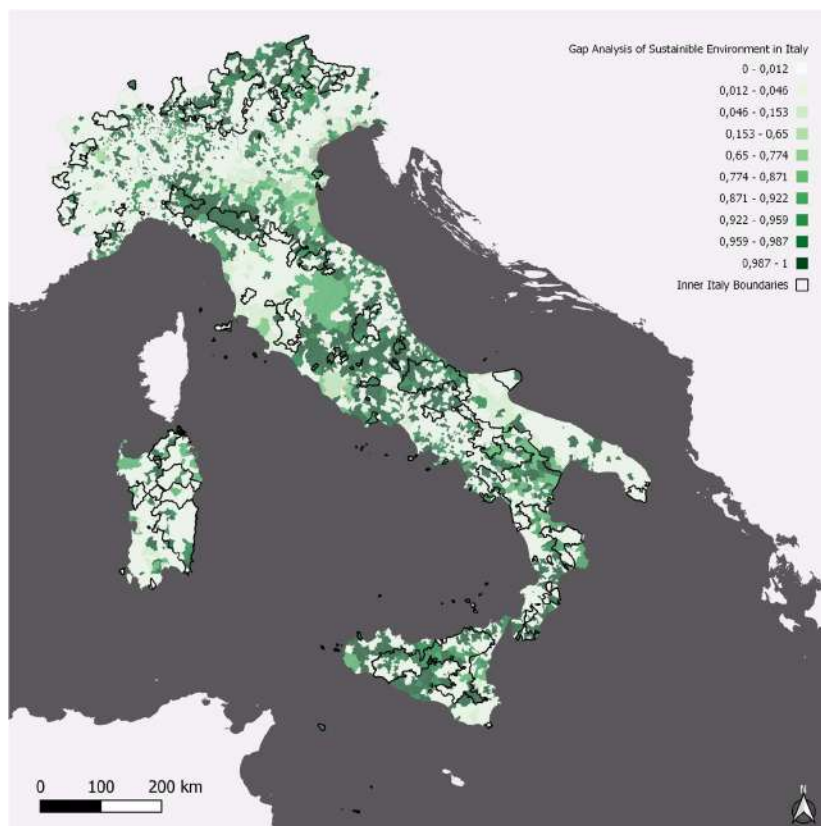 Gap Analysis of Sustainible Environment in Italy
0 - 0,012
0,012 - 0,046
0,046 - 0,153
0,153 - 0,65
0,65 - 0,774
0,774 - 0,871
0,871 - 0,922
0,922 - 0,959
0,959 - 0,987
0,987 - 1
Inner Italy Boundaries
0 100 200 km
N